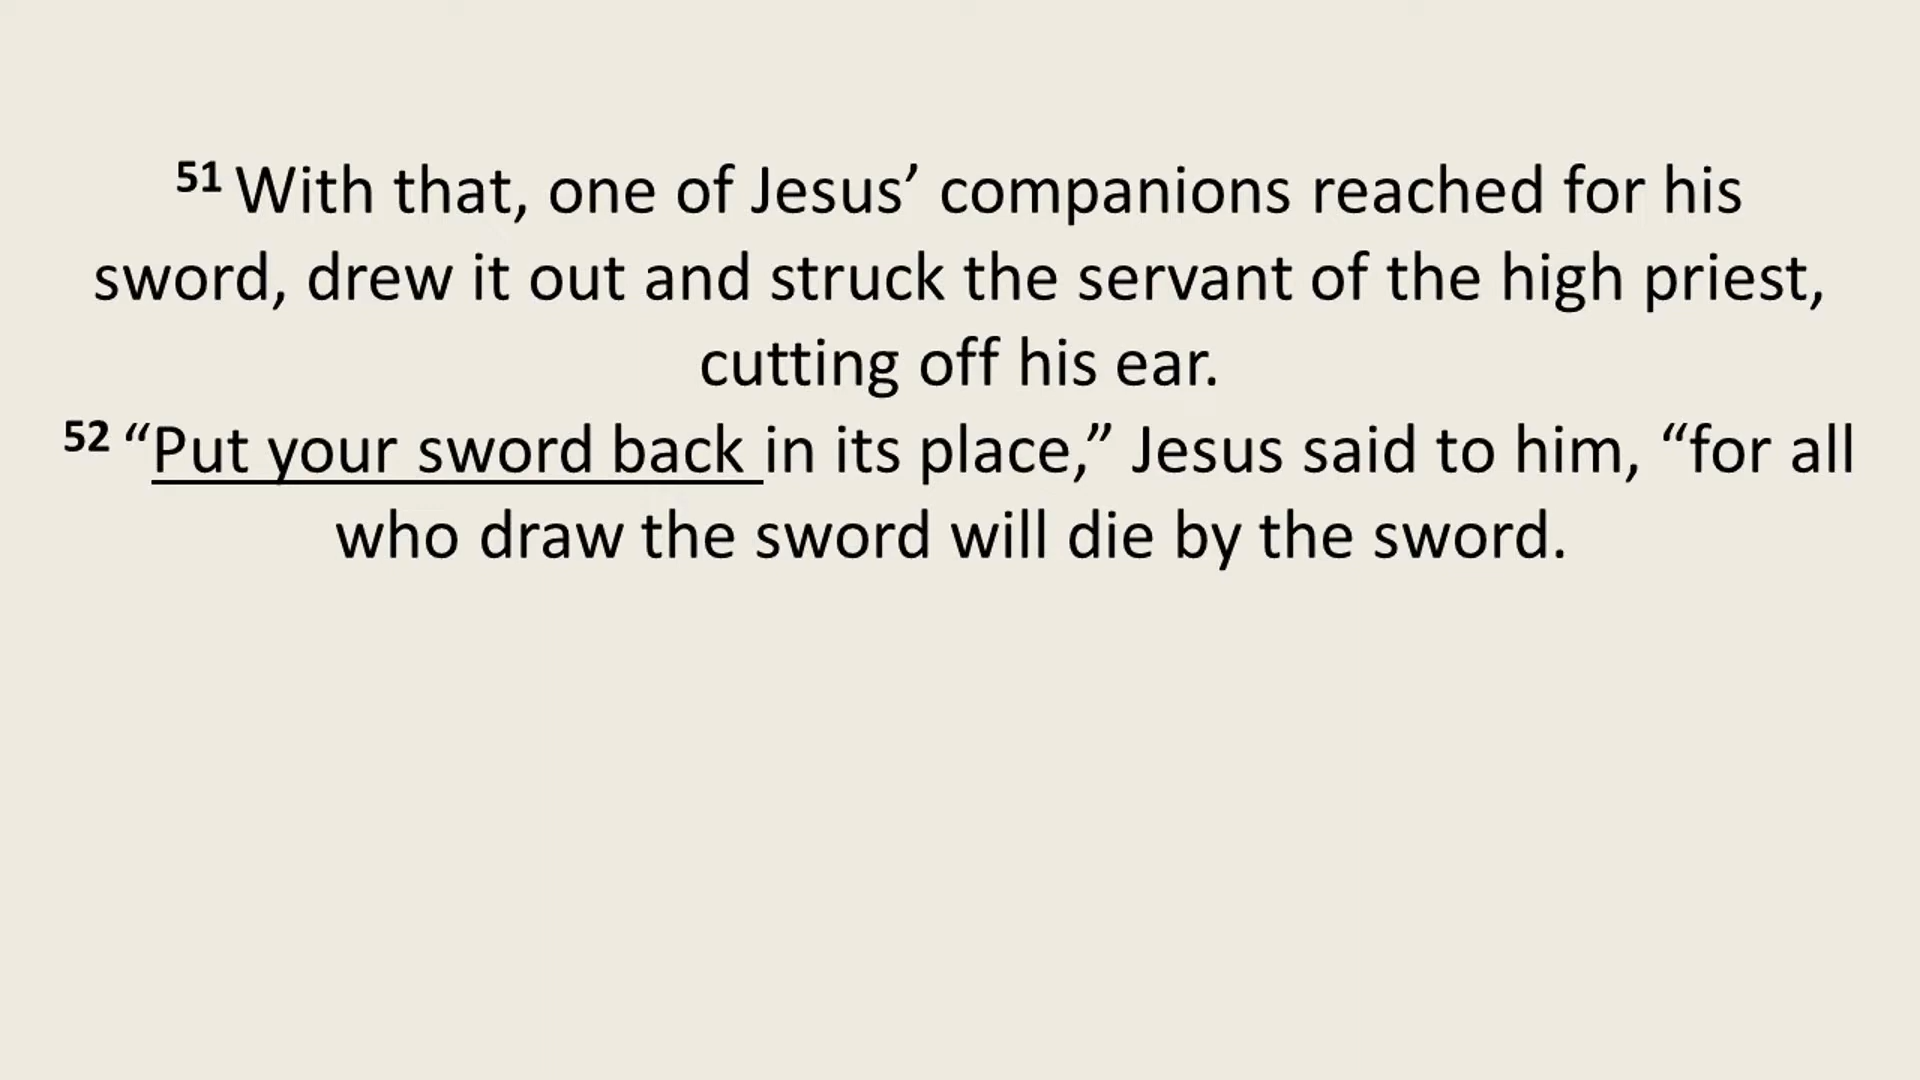 51 With that, one of Jesus’ companions reached for his
sword, drew it out and struck the servant of the high priest,
cutting off his ear.
52 “Put your sword back in its place,” Jesus said to him, “for all
who draw the sword will die by the sword.